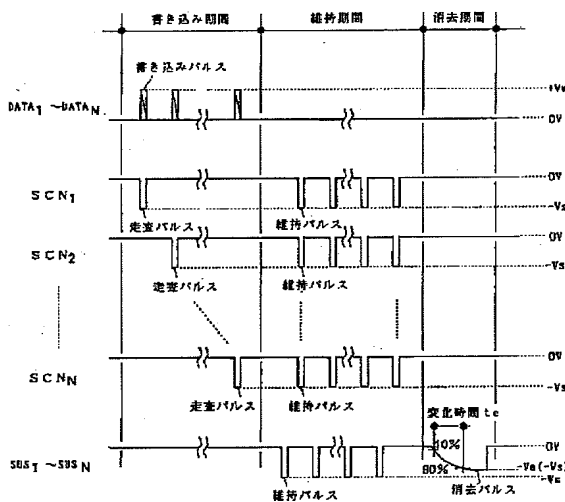 書き込み期間 維持期間 消去期間
書き込みパルス
+Vw
DATA1 ～DATAN
0V
SCN1
0V
-Vs
走査パルス 維持パルス
SCN2
0V
-Vs
走査パルス 維持パルス
SCNN
0V
-Vs
走査パルス 維持パルス
変化時間 tc
SUS1 ～SUSN
10%
0V
90%
-Ve(-Vs)
-Vs
維持パルス 消去パルス